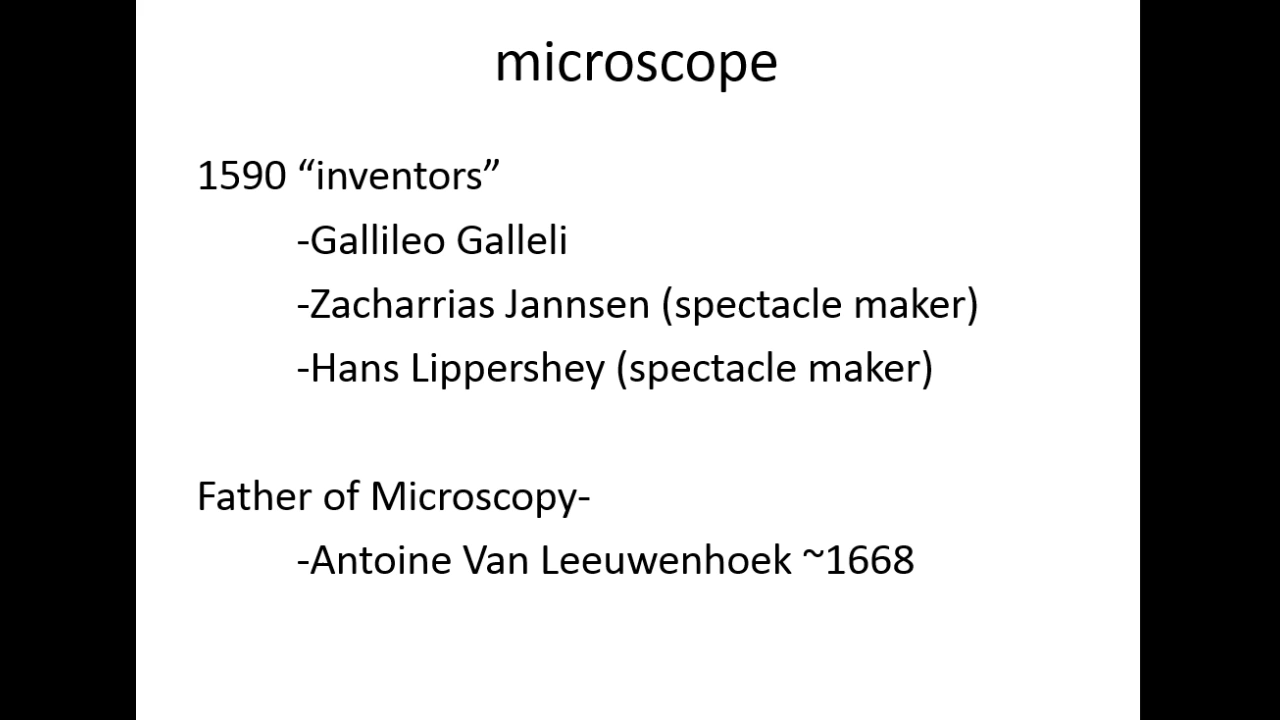 microscope
1590 “inventors”
-Gallileo Galleli
-Zacharrias Jannsen (spectacle maker)
-Hans Lippershey (spectacle maker)
Father of Microscopy-
-Antoine Van Leeuwenhoek ~1668